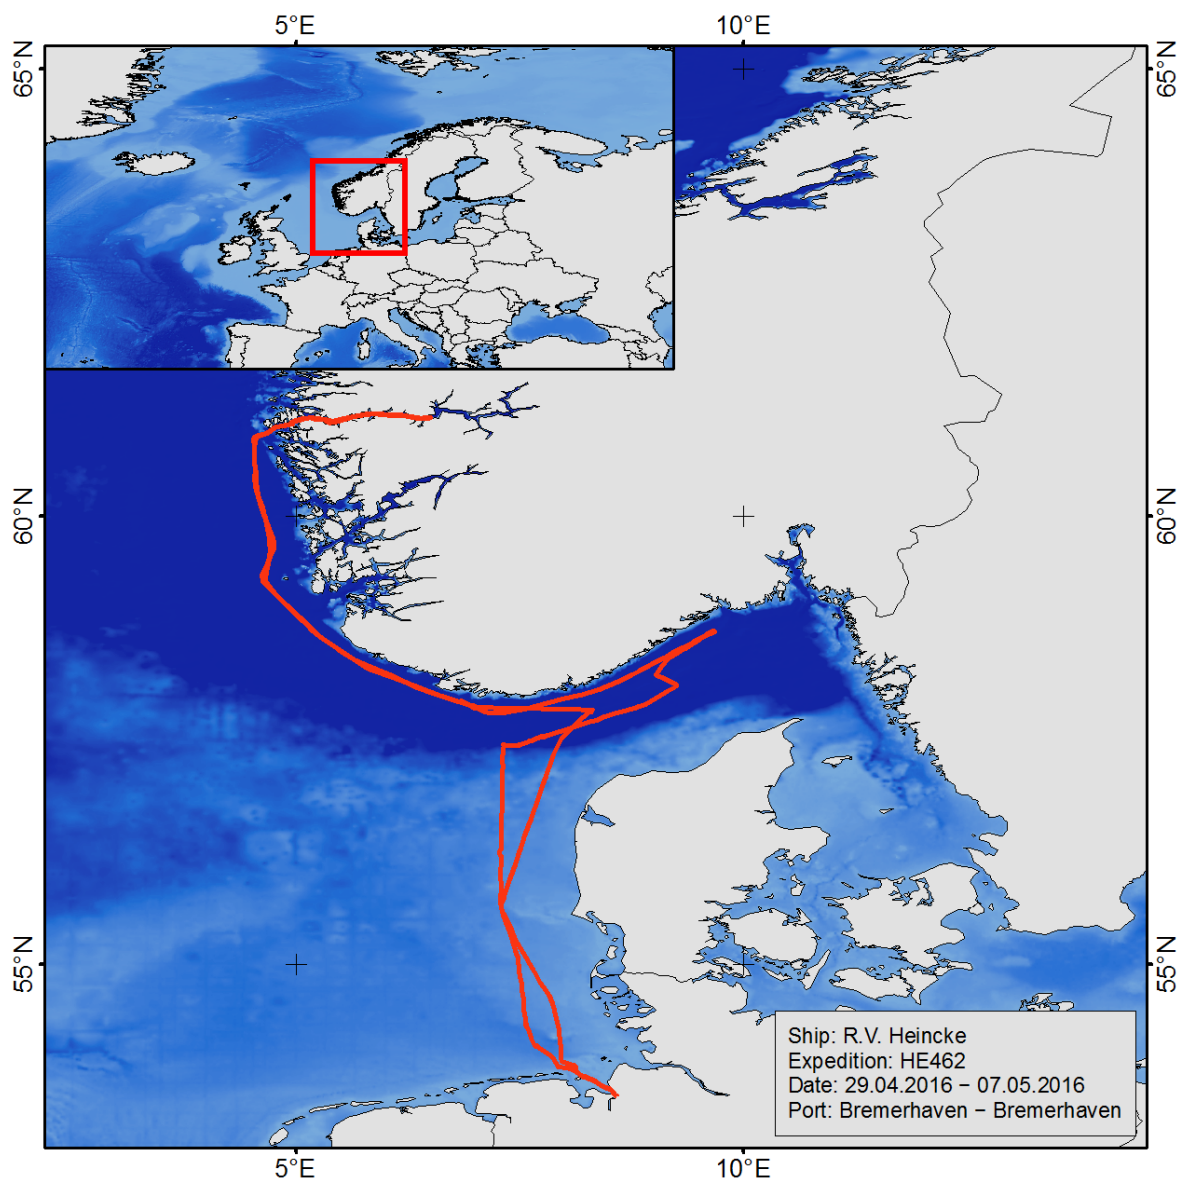 5°E 10°E
65°N 65°N
60°N 60°N
55°N 55°N
Ship: R.V. Heincke
Expedition: HE462
Date: 29.04.2016 – 07.05.2016
Port: Bremerhaven – Bremerhaven
5°E 10°E